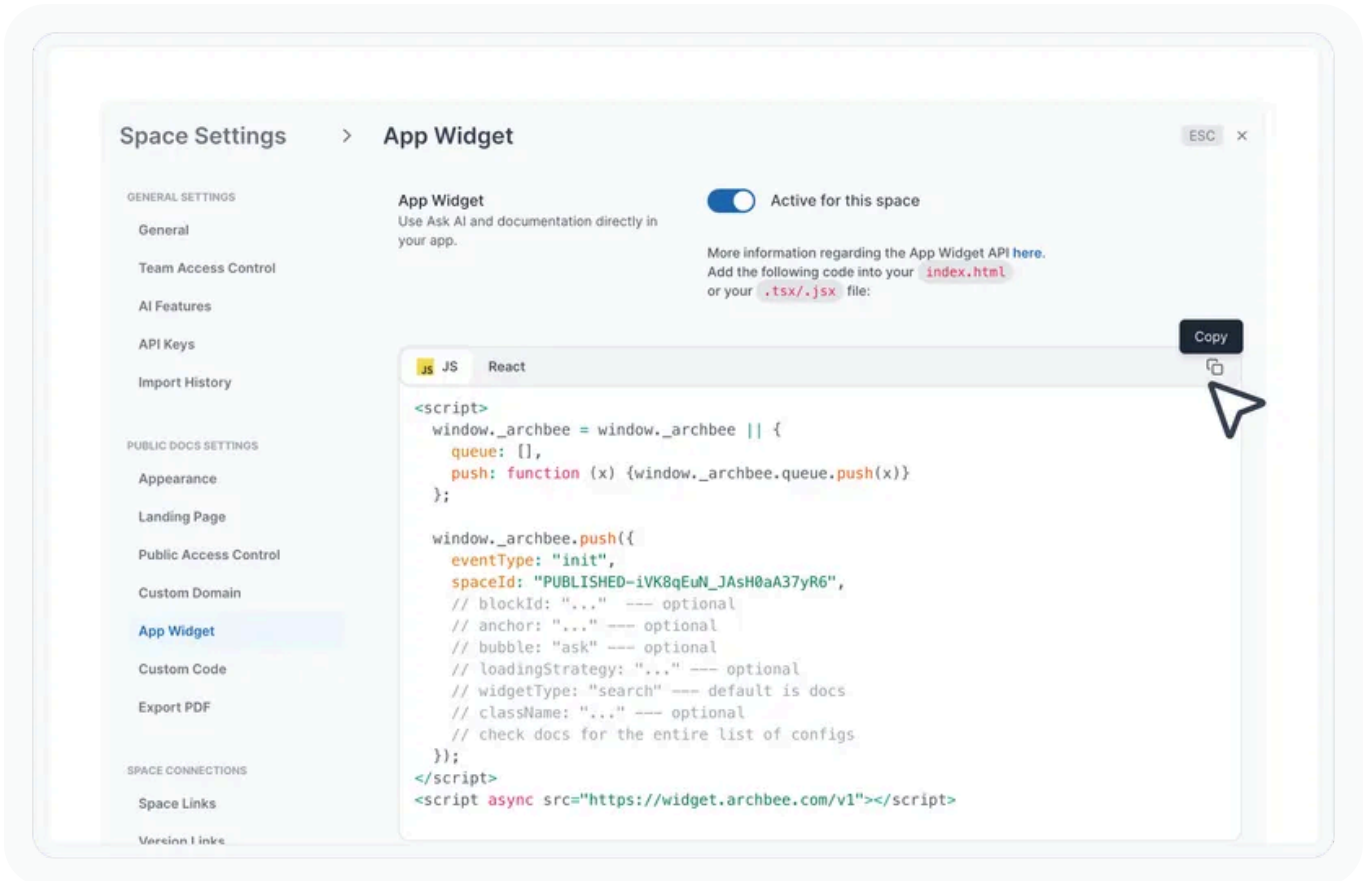 Space Settings > App Widget
ESC ×
GENERAL SETTINGS
General
Team Access Control
AI Features
API Keys
Import History
PUBLIC DOCS SETTINGS
Appearance
Landing Page
Public Access Control
Custom Domain
App Widget
Custom Code
Export PDF
SPACE CONNECTIONS
Space Links
Version Links
App Widget
Use Ask AI and documentation directly in
your app.
Active for this space
More information regarding the App Widget API here.
Add the following code into your index.html
or your .tsx/.jsx file:
Copy
JS JS React
<script>
  window._archbee = window._archbee || {
    queue: [],
    push: function (x) {window._archbee.queue.push(x)}
  };
  window._archbee.push({
    eventType: "init",
    spaceId: "PUBLISHED-iVK8qEuN_JAsH0aA37yR6",
    // blockId: "..."  --- optional
    // anchor: "..." --- optional
    // bubble: "ask" --- optional
    // loadingStrategy: "..." --- optional
    // widgetType: "search" --- default is docs
    // className: "..." --- optional
    // check docs for the entire list of configs
  });
</script>
<script async src="https://widget.archbee.com/v1"></script>